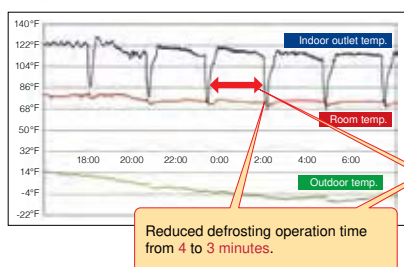 140°F
122°F
104°F
86°F
68°F
50°F
32°F
14°F
-4°F
-22°F
Indoor outlet temp.
Room temp.
18:00 20:00 22:00 0:00 2:00 4:00 6:00
Outdoor temp.
Reduced defrosting operation time
from 4 to 3 minutes.